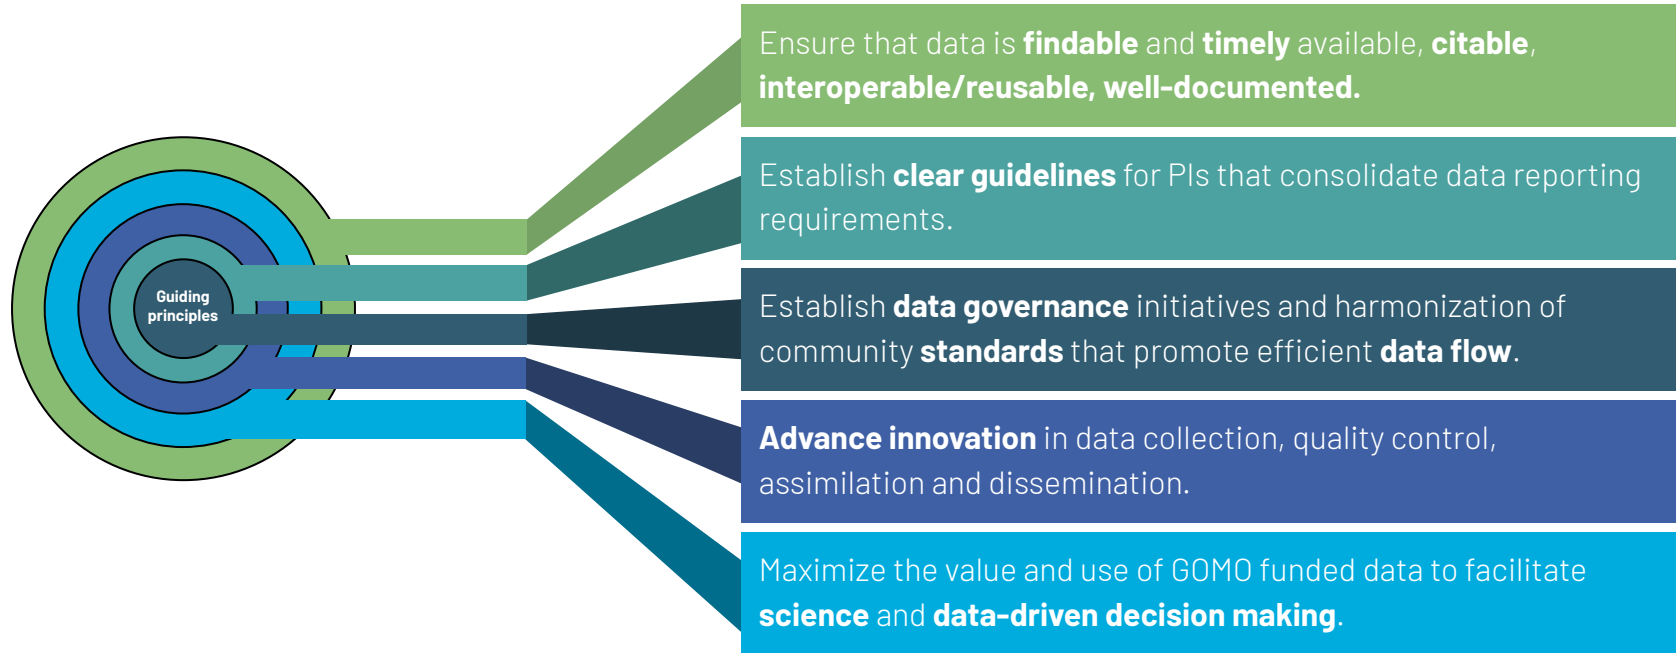 Guiding
principles
Ensure that data is findable and timely available, citable,
interoperable/reusable, well-documented.
Establish clear guidelines for PIs that consolidate data reporting
requirements.
Establish data governance initiatives and harmonization of
community standards that promote efficient data flow.
Advance innovation in data collection, quality control,
assimilation and dissemination.
Maximize the value and use of GOMO funded data to facilitate
science and data-driven decision making.